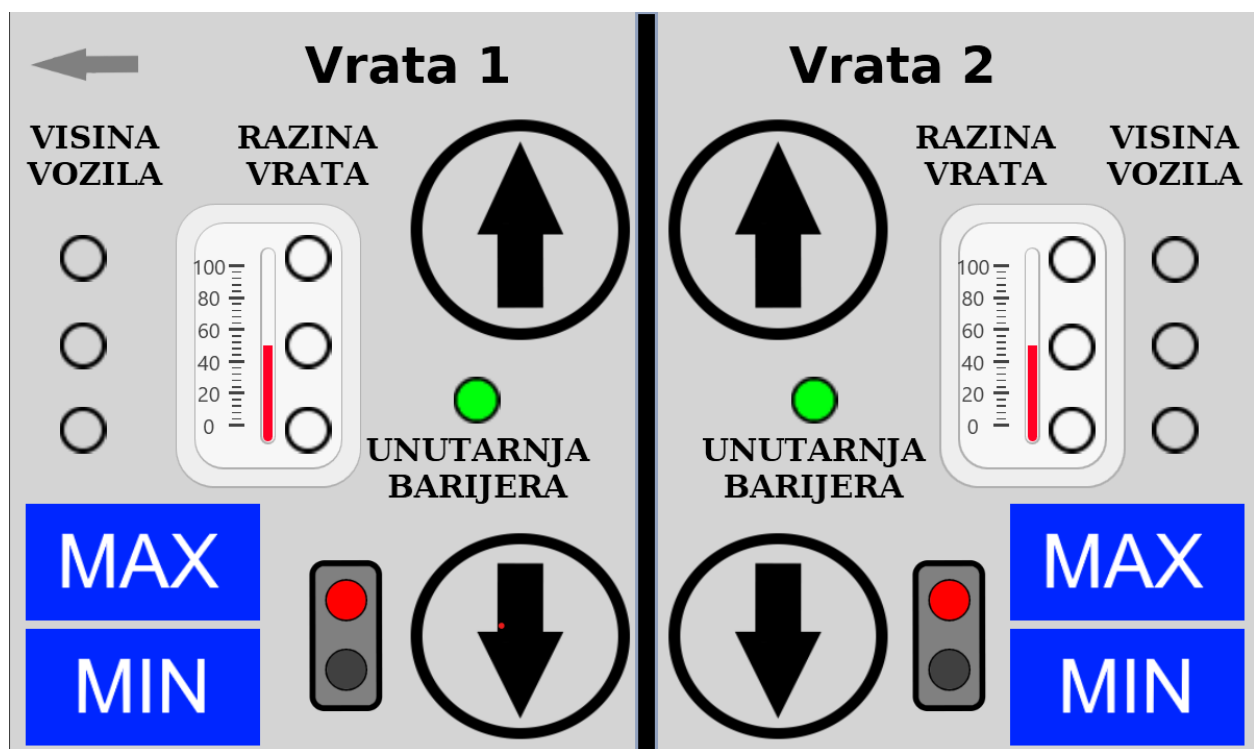 Vrata 1
VISINA
VOZILA
RAZINA
VRATA
100
80
60
40
20
0
UNUTARNJA
BARIJERA
MAX
MIN
Vrata 2
RAZINA
VRATA
VISINA
VOZILA
100
80
60
40
20
0
UNUTARNJA
BARIJERA
MAX
MIN